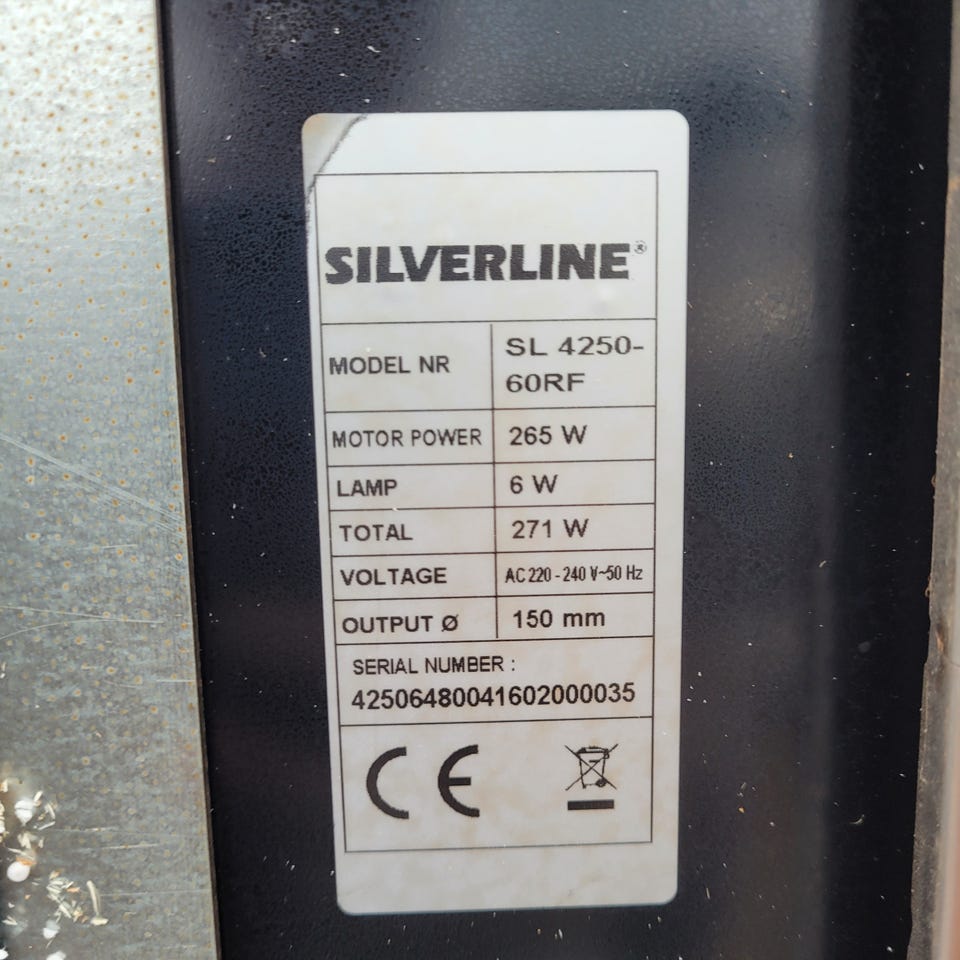 SILVERLINE®
MODEL NR SL 4250-
60RF
MOTOR POWER 265 W
LAMP 6 W
TOTAL 271 W
VOLTAGE AC 220 - 240 V~50 Hz
OUTPUT Ø 150 mm
SERIAL NUMBER :
42506480041602000035
CE